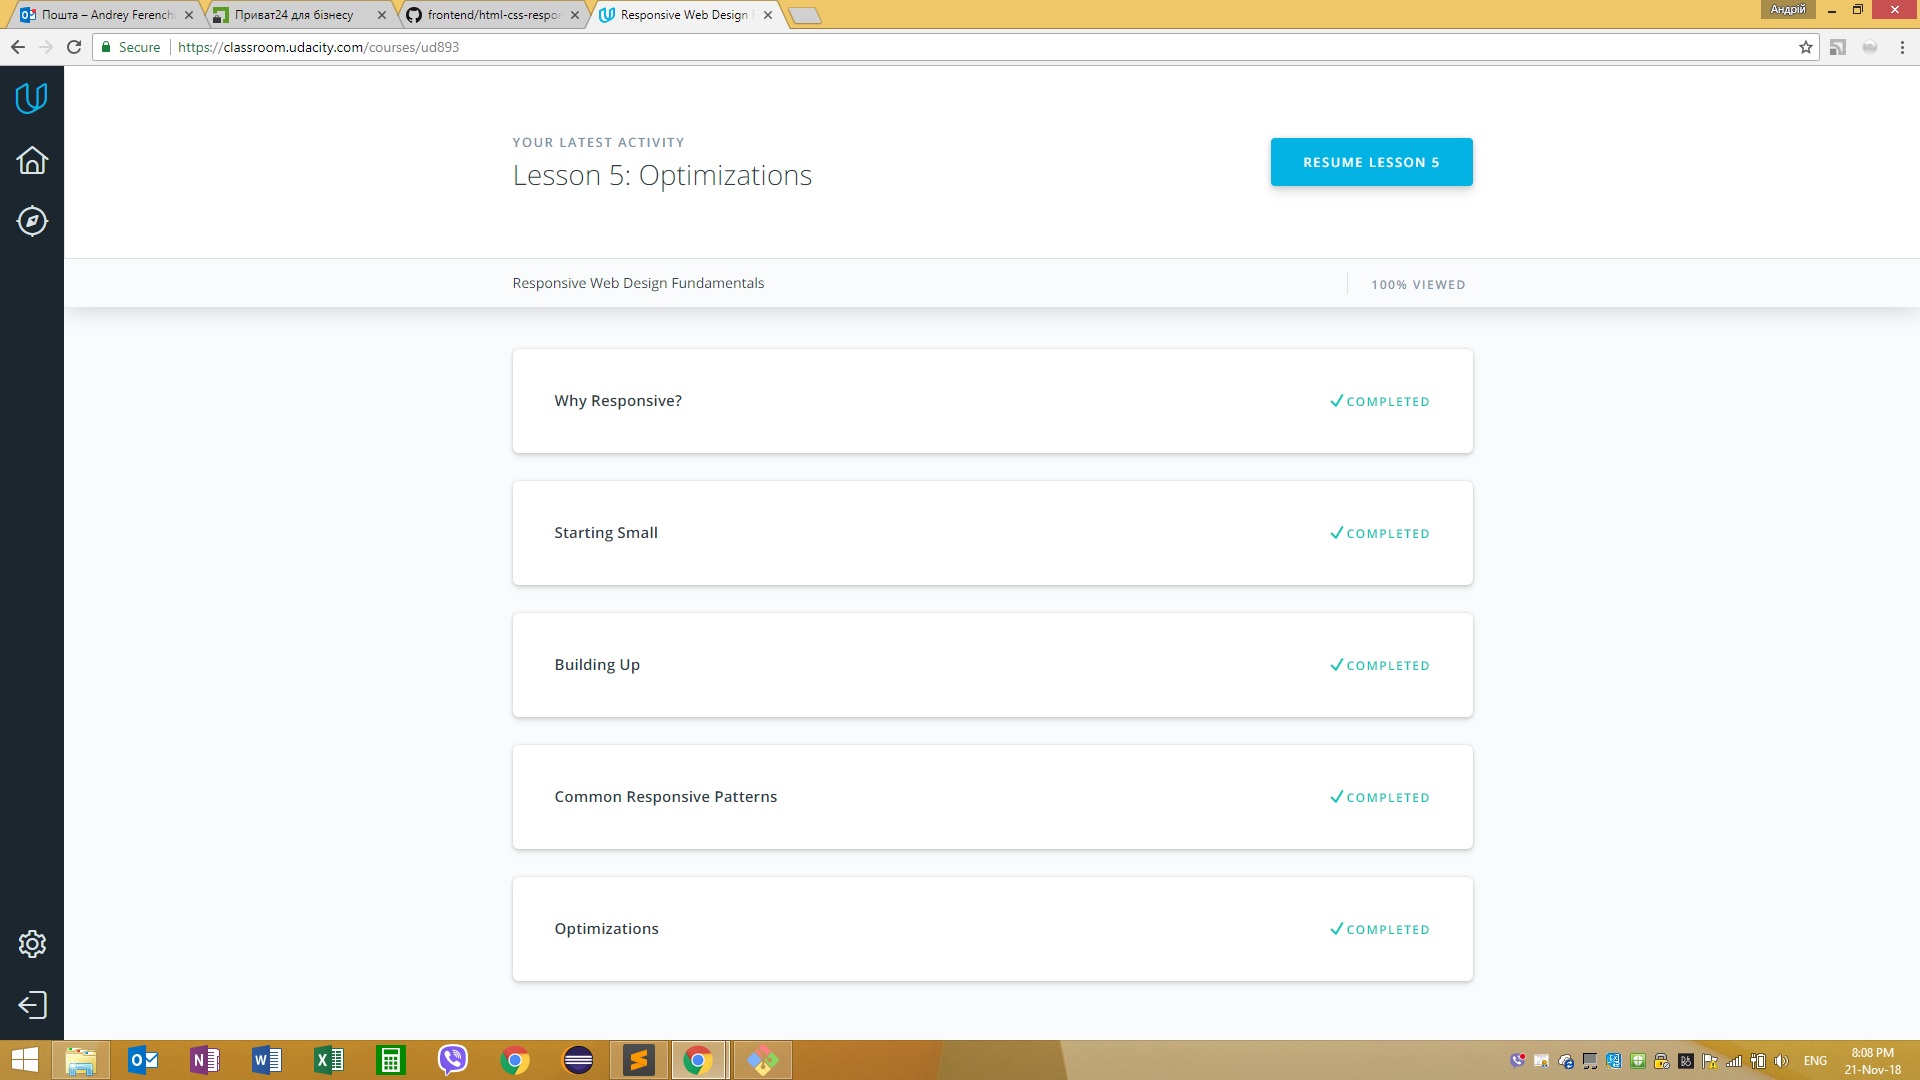 Пошта – Andrey Ferench
Приват24 для бізнесу
frontend/html-css-respo
Responsive Web Design
Андрій
Secure
https://classroom.udacity.com/courses/ud893
YOUR LATEST ACTIVITY
Lesson 5: Optimizations
RESUME LESSON 5
Responsive Web Design Fundamentals
100% VIEWED
Why Responsive?
COMPLETED
Starting Small
COMPLETED
Building Up
COMPLETED
Common Responsive Patterns
COMPLETED
Optimizations
COMPLETED
ENG
8:08 PM
21-Nov-18